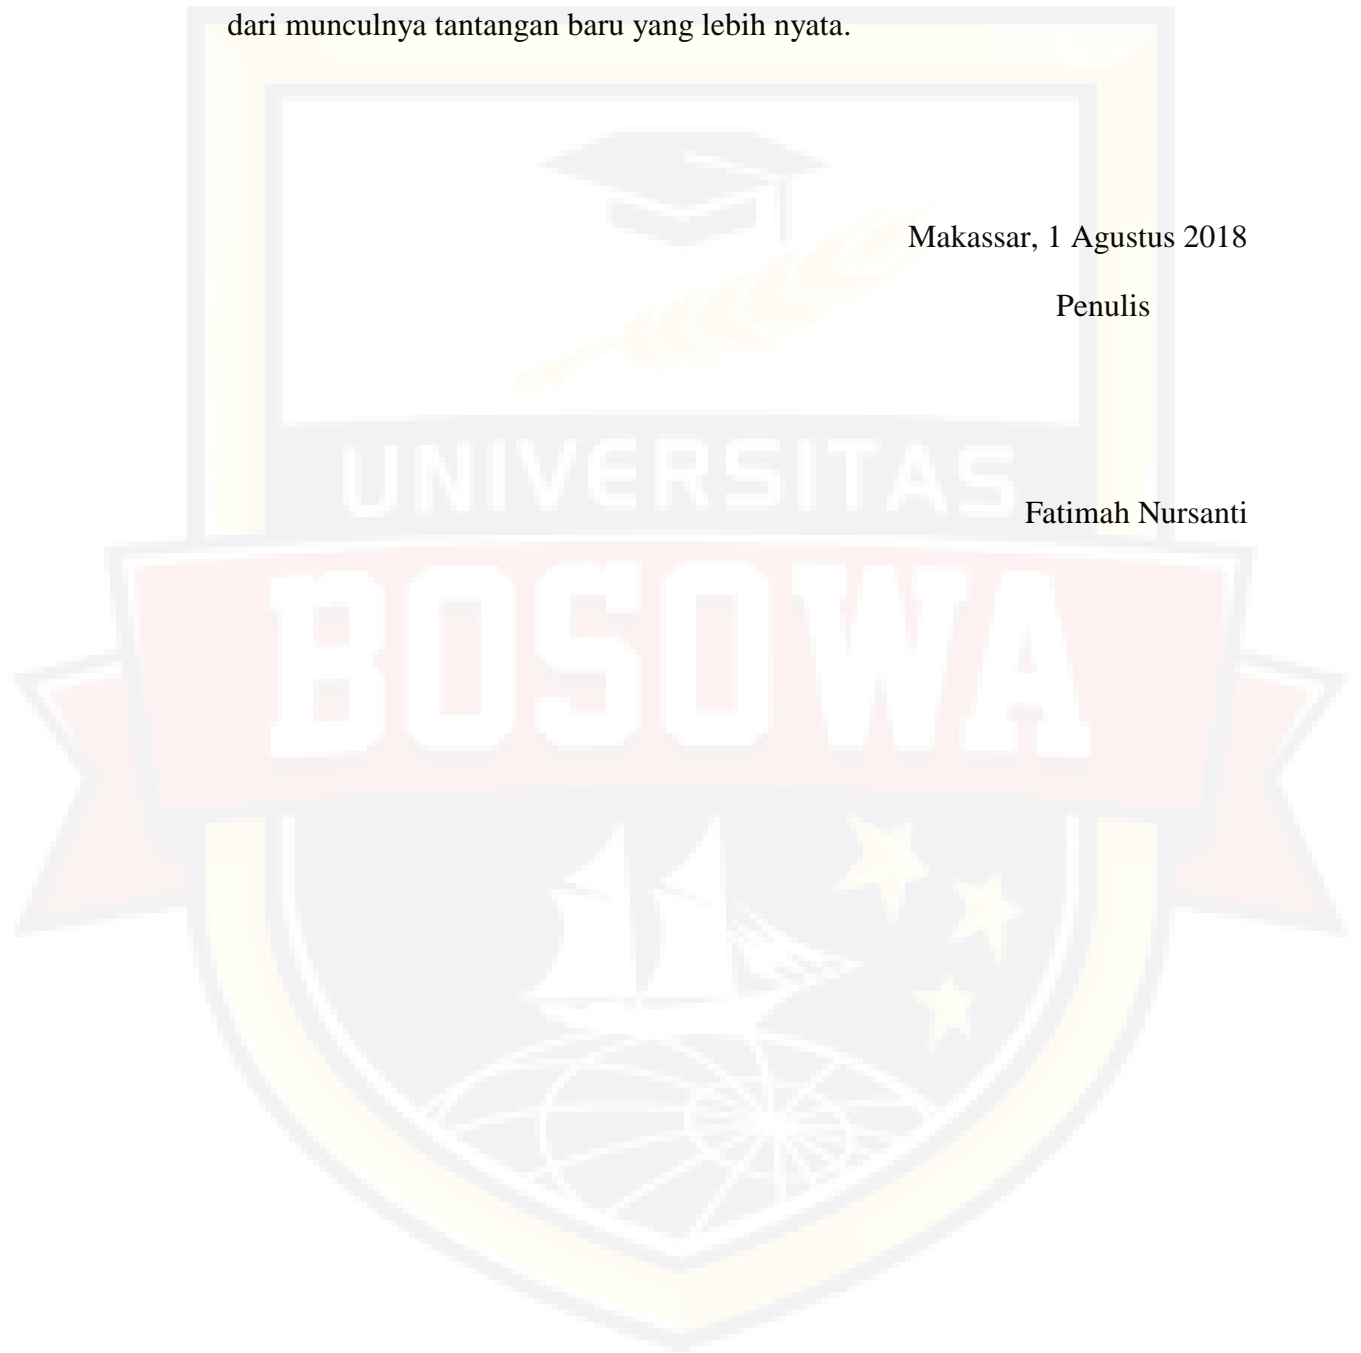 dari munculnya tantangan baru yang lebih nyata.
Makassar, 1 Agustus 2018
Penulis
UNIVERSITAS
Fatimah Nursanti
BOSOWA